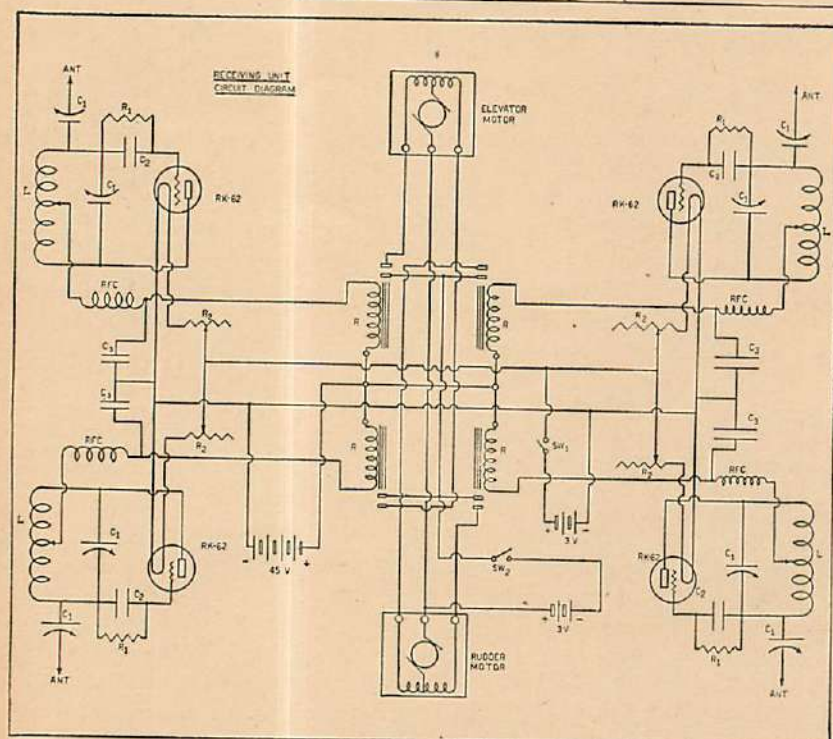 RECEIVING UNIT
CIRCUIT DIAGRAM
ANT
C1
R1
C2
L
C1
RK-62
RFC
R2
C3
C3
RFC
R2
L
C1
RK-62
C2
R1
C1
ANT
ELEVATOR
MOTOR
R
R
R
R
- 45 V +
SW1
+ 3V -
SW2
+ 3V -
RUDDER
MOTOR
ANT
C1
R1
C2
C1
RK-62
L
RFC
R2
C3
C3
R2
RFC
RK-62
C1
L
C2
R1
C1
ANT